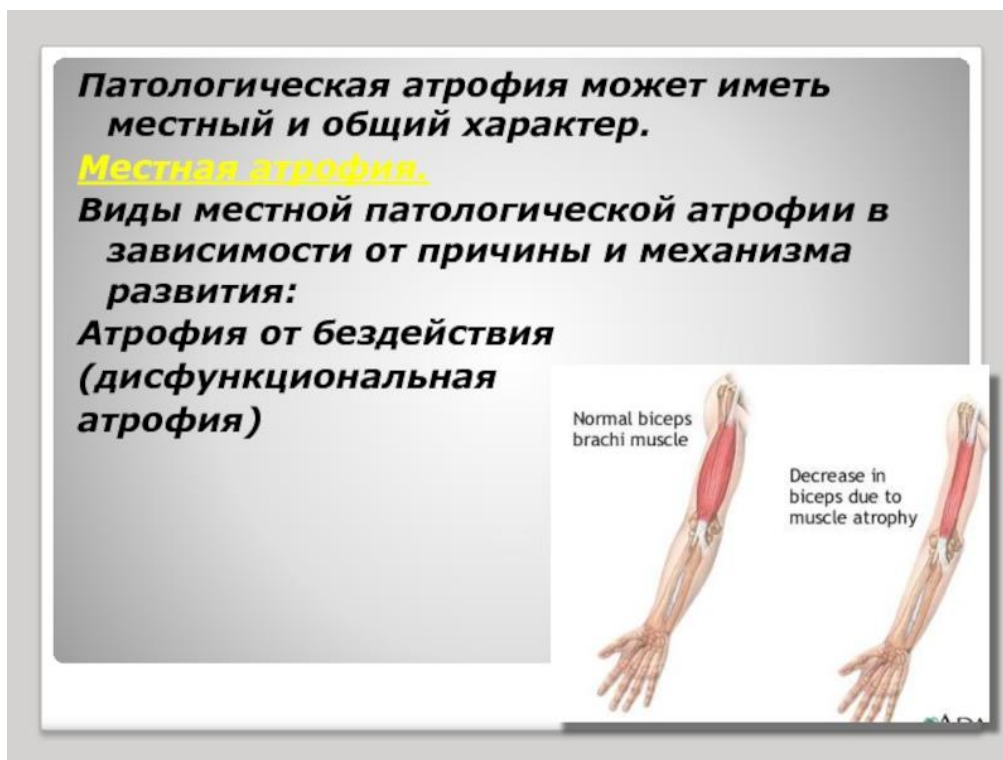 Патологическая атрофия может иметь
местный и общий характер.
Местная атрофия.
Виды местной патологической атрофии в
зависимости от причины и механизма
развития:
Атрофия от бездействия
(дисфункциональная
атрофия)
Normal biceps
brachi muscle
Decrease in
biceps due to
muscle atrophy